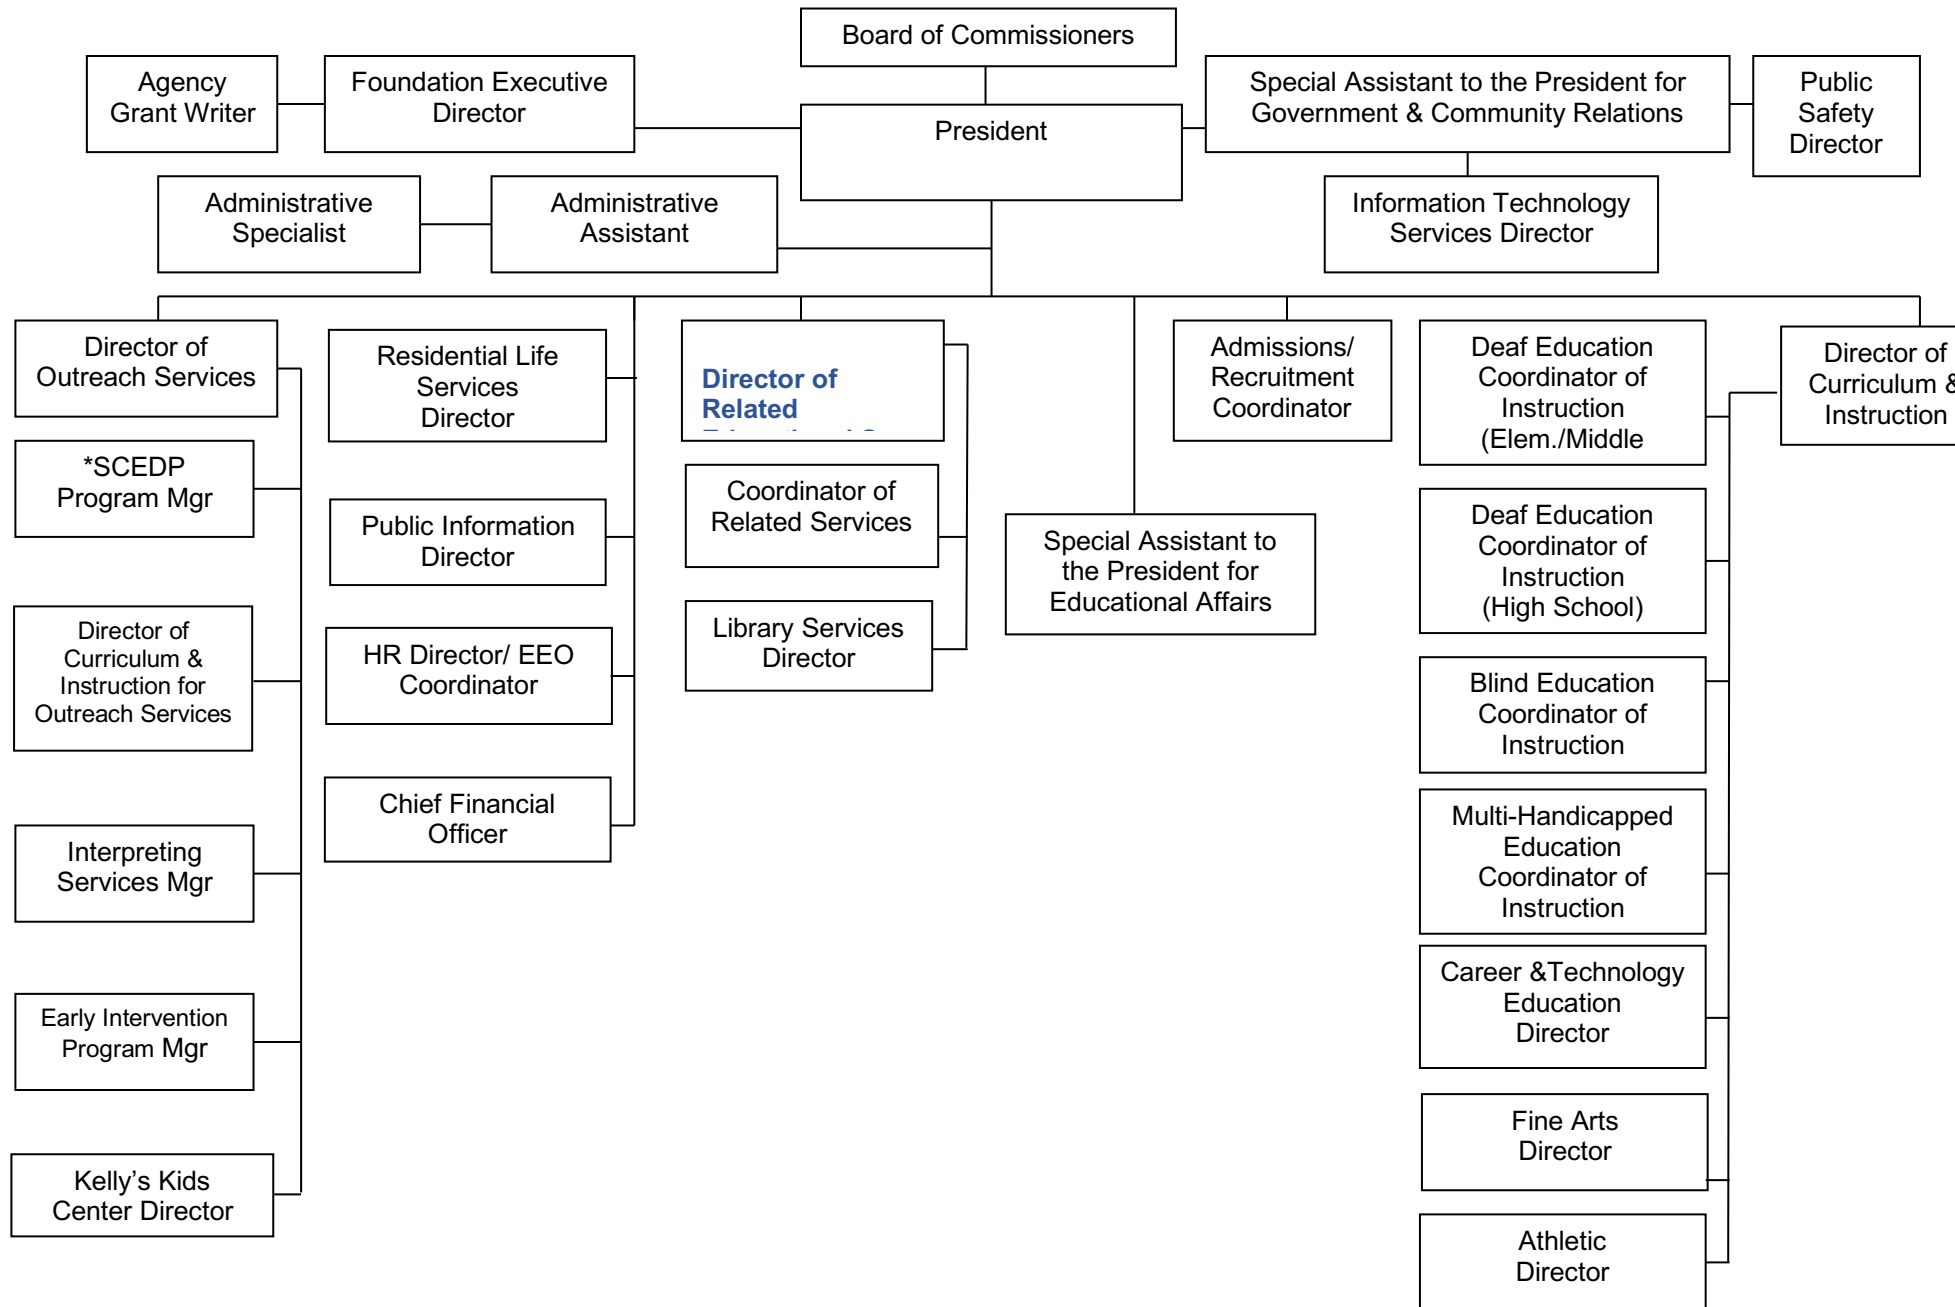 Board of Commissioners
Agency
Grant Writer
Foundation Executive
Director
President
Special Assistant to the President for
Government & Community Relations
Public
Safety
Director
Administrative
Specialist
Administrative
Assistant
Information Technology
Services Director
Director of
Outreach Services
*SCEDP
Program Mgr
Director of
Curriculum &
Instruction for
Outreach Services
Interpreting
Services Mgr
Early Intervention
Program Mgr
Kelly’s Kids
Center Director
Residential Life
Services
Director
Public Information
Director
HR Director/ EEO
Coordinator
Chief Financial
Officer
Director of
Related
Coordinator of
Related Services
Library Services
Director
Special Assistant to
the President for
Educational Affairs
Admissions/
Recruitment
Coordinator
Deaf Education
Coordinator of
Instruction
(Elem./Middle
Deaf Education
Coordinator of
Instruction
(High School)
Blind Education
Coordinator of
Instruction
Multi-Handicapped
Education
Coordinator of
Instruction
Career &Technology
Education
Director
Fine Arts
Director
Athletic
Director
Director of
Curriculum &
Instruction